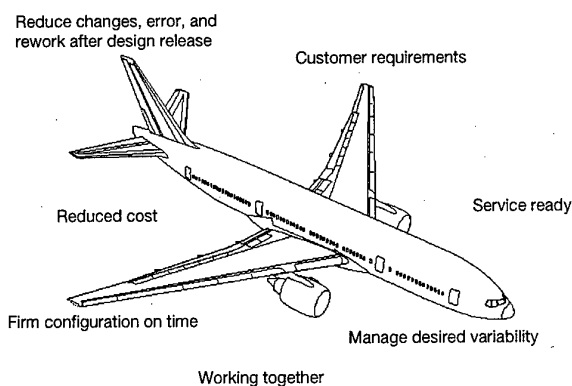 Reduce changes, error, and
rework after design release
Customer requirements
Service ready
Reduced cost
Firm configuration on time
Manage desired variability
Working together